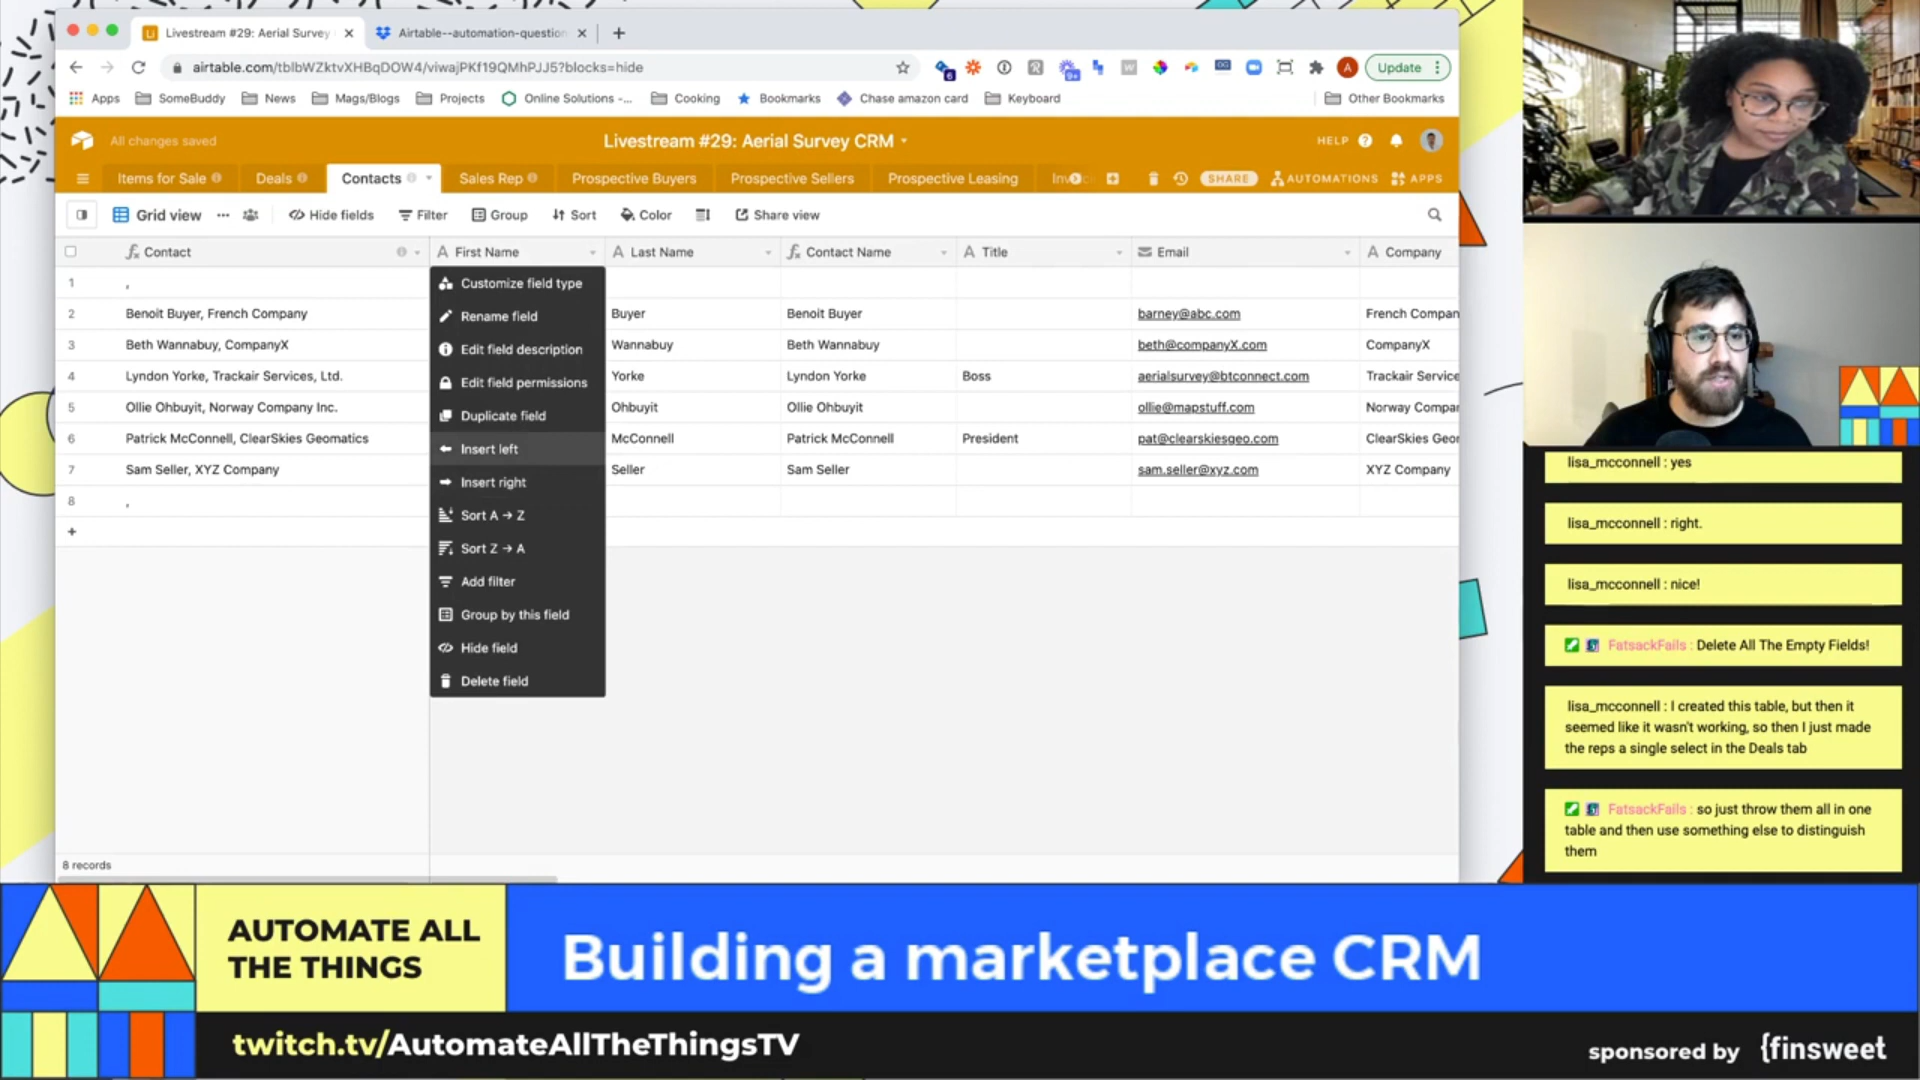 Livestream #29: Aerial Survey
Airtable--automation-question
airtable.com/tblbWZktvXHBqDOW4/viwajPKf19QMhPJJ5?blocks=hide
Update
Apps
SomeBuddy
News
Mags/Blogs
Projects
Online Solutions -...
Cooking
Bookmarks
Chase amazon card
Keyboard
Other Bookmarks
All changes saved
Livestream #29: Aerial Survey CRM
HELP
Items for Sale
Deals
Contacts
Sales Rep
Prospective Buyers
Prospective Sellers
Prospective Leasing
SHARE
AUTOMATIONS
APPS
Grid view
Hide fields
Filter
Group
Sort
Color
Share view
Contact
First Name
Last Name
Contact Name
Title
Email
Company
1 ,
2 Benoit Buyer, French Company Buyer Benoit Buyer barney@abc.com French Compan
3 Beth Wannabuy, CompanyX Wannabuy Beth Wannabuy beth@companyX.com CompanyX
4 Lyndon Yorke, Trackair Services, Ltd. Yorke Lyndon Yorke Boss aerialsurvey@btconnect.com Trackair Service
5 Ollie Ohbuyit, Norway Company Inc. Ohbuyit Ollie Ohbuyit ollie@mapstuff.com Norway Compar
6 Patrick McConnell, ClearSkies Geomatics McConnell Patrick McConnell President pat@clearskiesgeo.com ClearSkies Geor
7 Sam Seller, XYZ Company Seller Sam Seller sam.seller@xyz.com XYZ Company
8 ,
+
Customize field type
Rename field
Edit field description
Edit field permissions
Duplicate field
Insert left
Insert right
Sort A → Z
Sort Z → A
Add filter
Group by this field
Hide field
Delete field
8 records
lisa_mcconnell : yes
lisa_mcconnell : right.
lisa_mcconnell : nice!
FatsackFails : Delete All The Empty Fields!
lisa_mcconnell : I created this table, but then it
seemed like it wasn't working, so then I just made
the reps a single select in the Deals tab
FatsackFails : so just throw them all in one
table and then use something else to distinguish
them
AUTOMATE ALL
THE THINGS
Building a marketplace CRM
twitch.tv/AutomateAllTheThingsTV
sponsored by {finsweet